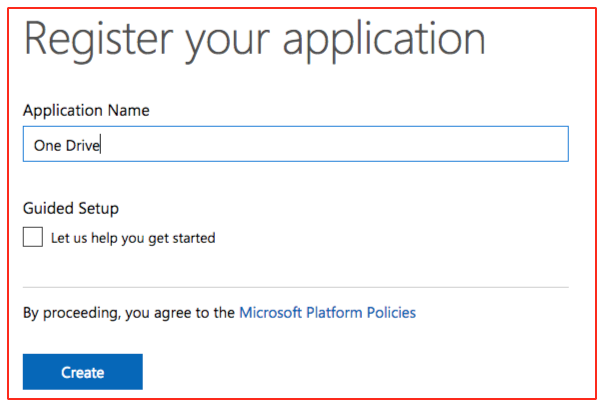 Register your application
Application Name
One Drive
Guided Setup
Let us help you get started
By proceeding, you agree to the Microsoft Platform Policies
Create